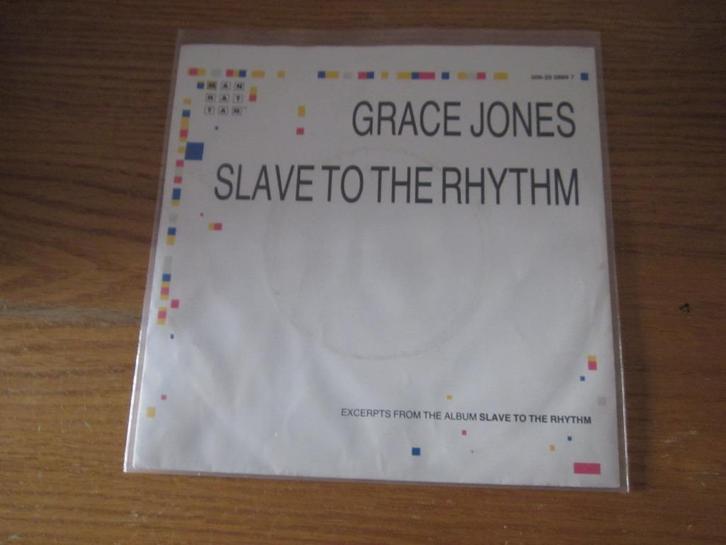 MAN
HAT
TAN
GRACE JONES
SLAVE TO THE RHYTHM
EXCERPTS FROM THE ALBUM SLAVE TO THE RHYTHM